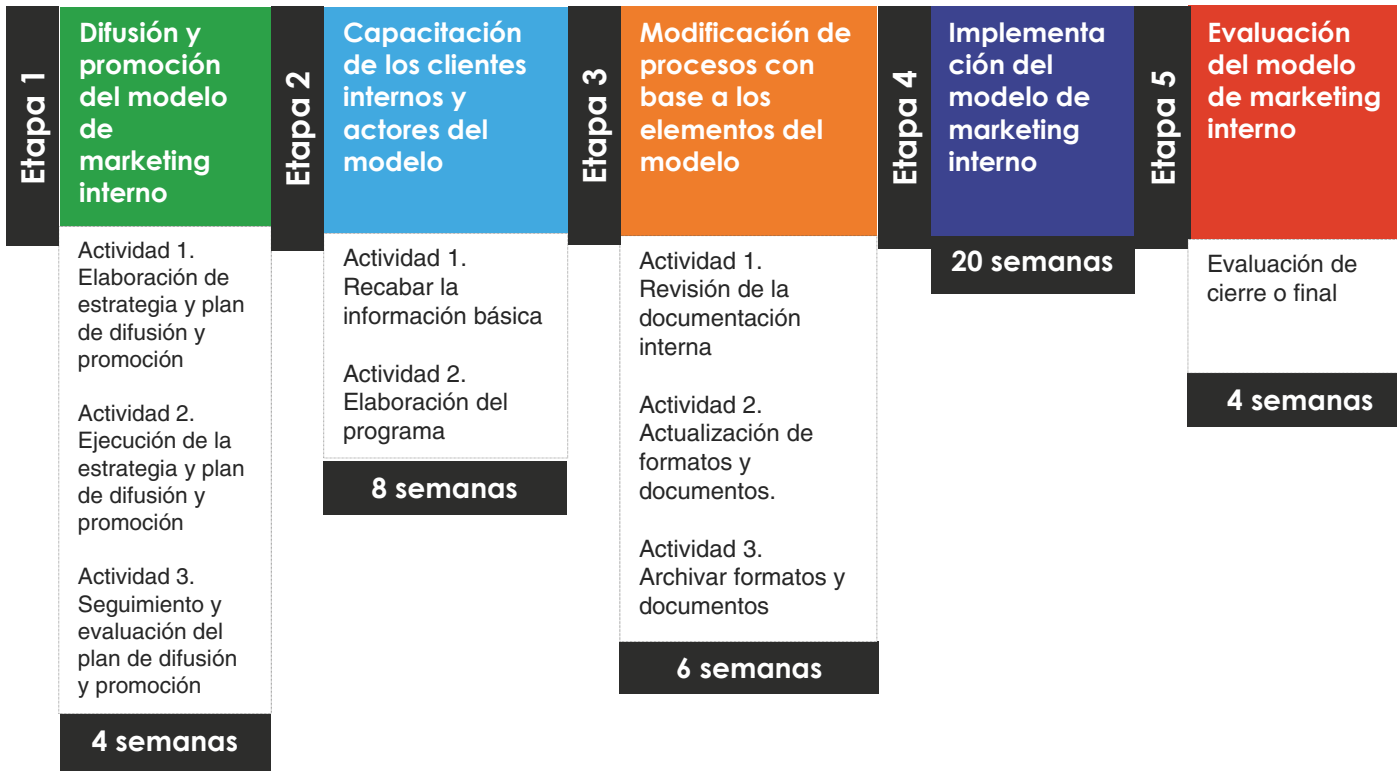 Etapa 1
Difusión y
promoción
del modelo
de
marketing
interno
Actividad 1.
Elaboración de
estrategia y plan
de difusión y
promoción
Actividad 2.
Ejecución de la
estrategia y plan
de difusión y
promoción
Actividad 3.
Seguimiento y
evaluación del
plan de difusión
y promoción
4 semanas
Etapa 2
Capacitación
de los clientes
internos y
actores del
modelo
Actividad 1.
Recabar la
información básica
Actividad 2.
Elaboración del
programa
8 semanas
Etapa 3
Modificación de
procesos con
base a los
elementos del
modelo
Actividad 1.
Revisión de la
documentación
interna
Actividad 2.
Actualización de
formatos y
documentos.
Actividad 3.
Archivar formatos y
documentos
6 semanas
Etapa 4
Implementa
ción del
modelo de
marketing
interno
20 semanas
Etapa 5
Evaluación
del modelo
de marketing
interno
Evaluación de
cierre o final
4 semanas